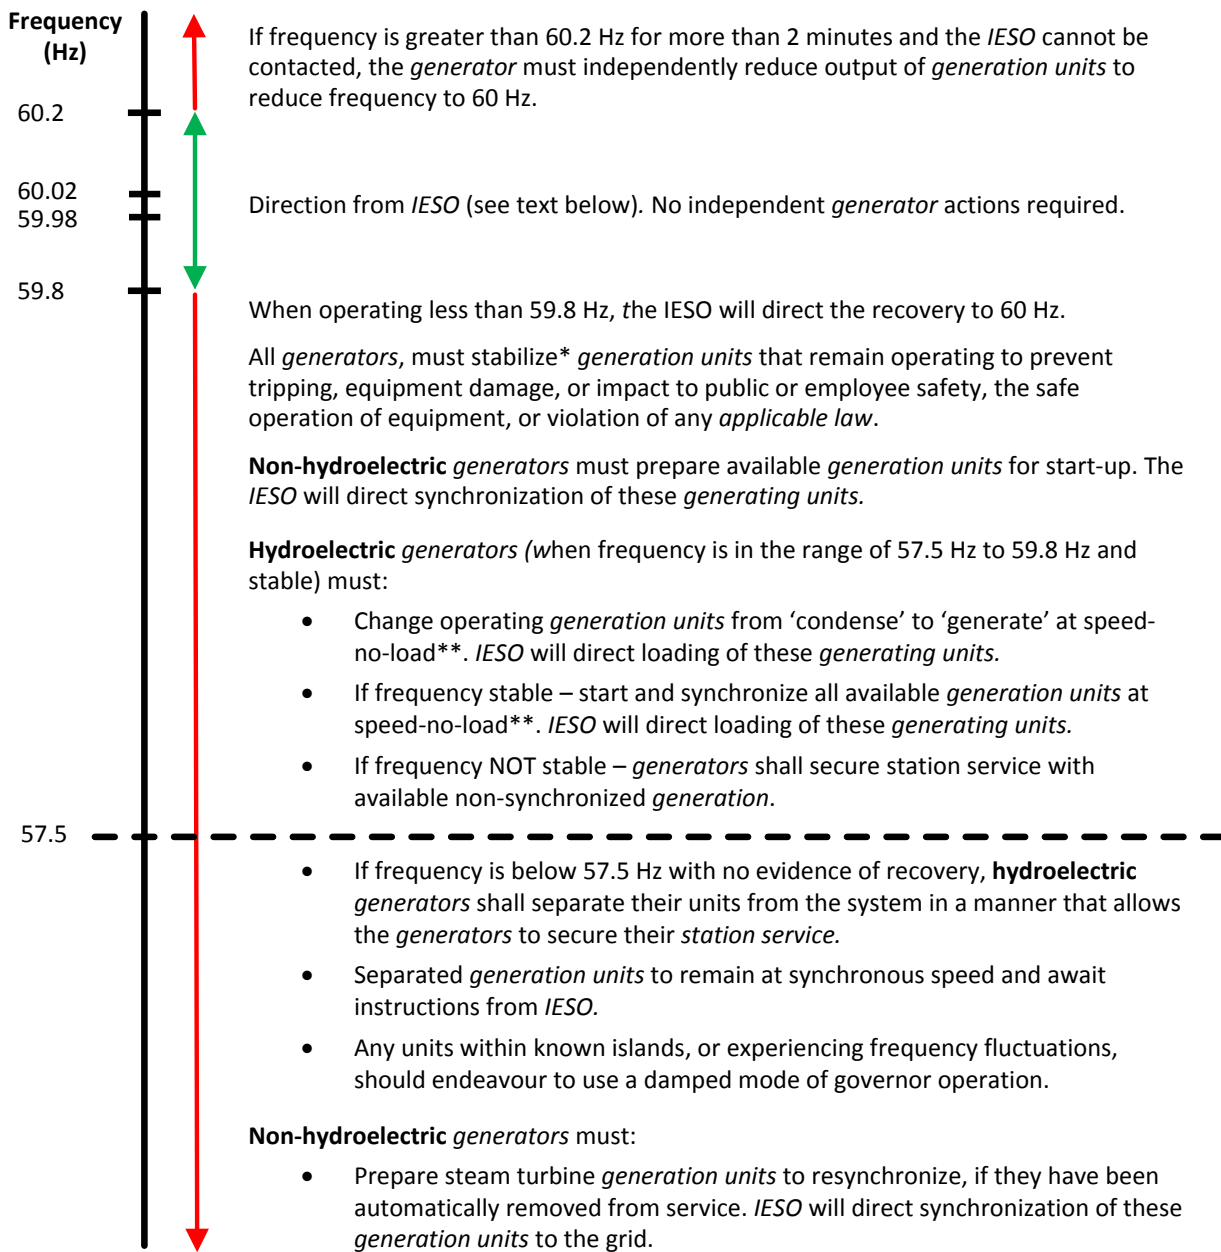 Frequency
(Hz)
If frequency is greater than 60.2 Hz for more than 2 minutes and the IESO cannot be
contacted, the generator must independently reduce output of generation units to
reduce frequency to 60 Hz.
60.2
60.02
59.98
Direction from IESO (see text below). No independent generator actions required.
59.8
When operating less than 59.8 Hz, the IESO will direct the recovery to 60 Hz.
All generators, must stabilize* generation units that remain operating to prevent
tripping, equipment damage, or impact to public or employee safety, the safe
operation of equipment, or violation of any applicable law.
Non-hydroelectric generators must prepare available generation units for start-up. The
IESO will direct synchronization of these generating units.
Hydroelectric generators (when frequency is in the range of 57.5 Hz to 59.8 Hz and
stable) must:
• Change operating generation units from ‘condense’ to ‘generate’ at speed-
no-load**. IESO will direct loading of these generating units.
• If frequency stable – start and synchronize all available generation units at
speed-no-load**. IESO will direct loading of these generating units.
• If frequency NOT stable – generators shall secure station service with
available non-synchronized generation.
57.5
• If frequency is below 57.5 Hz with no evidence of recovery, hydroelectric
generators shall separate their units from the system in a manner that allows
the generators to secure their station service.
• Separated generation units to remain at synchronous speed and await
instructions from IESO.
• Any units within known islands, or experiencing frequency fluctuations,
should endeavour to use a damped mode of governor operation.
Non-hydroelectric generators must:
• Prepare steam turbine generation units to resynchronize, if they have been
automatically removed from service. IESO will direct synchronization of these
generation units to the grid.